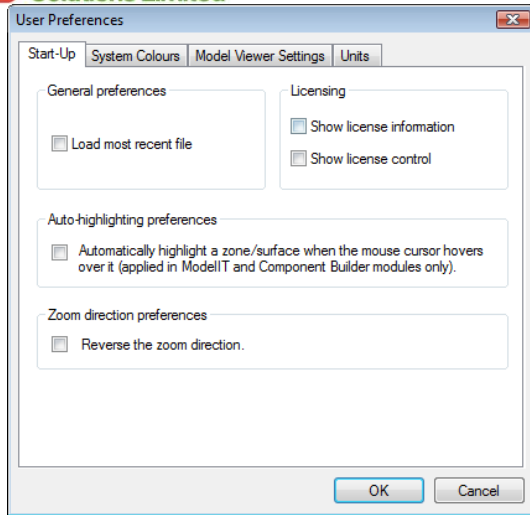 Solutions Limited
User Preferences
Start-Up System Colours Model Viewer Settings Units
General preferences
Load most recent file
Licensing
Show license information
Show license control
Auto-highlighting preferences
Automatically highlight a zone/surface when the mouse cursor hovers
over it (applied in ModelIT and Component Builder modules only).
Zoom direction preferences
Reverse the zoom direction.
OK Cancel